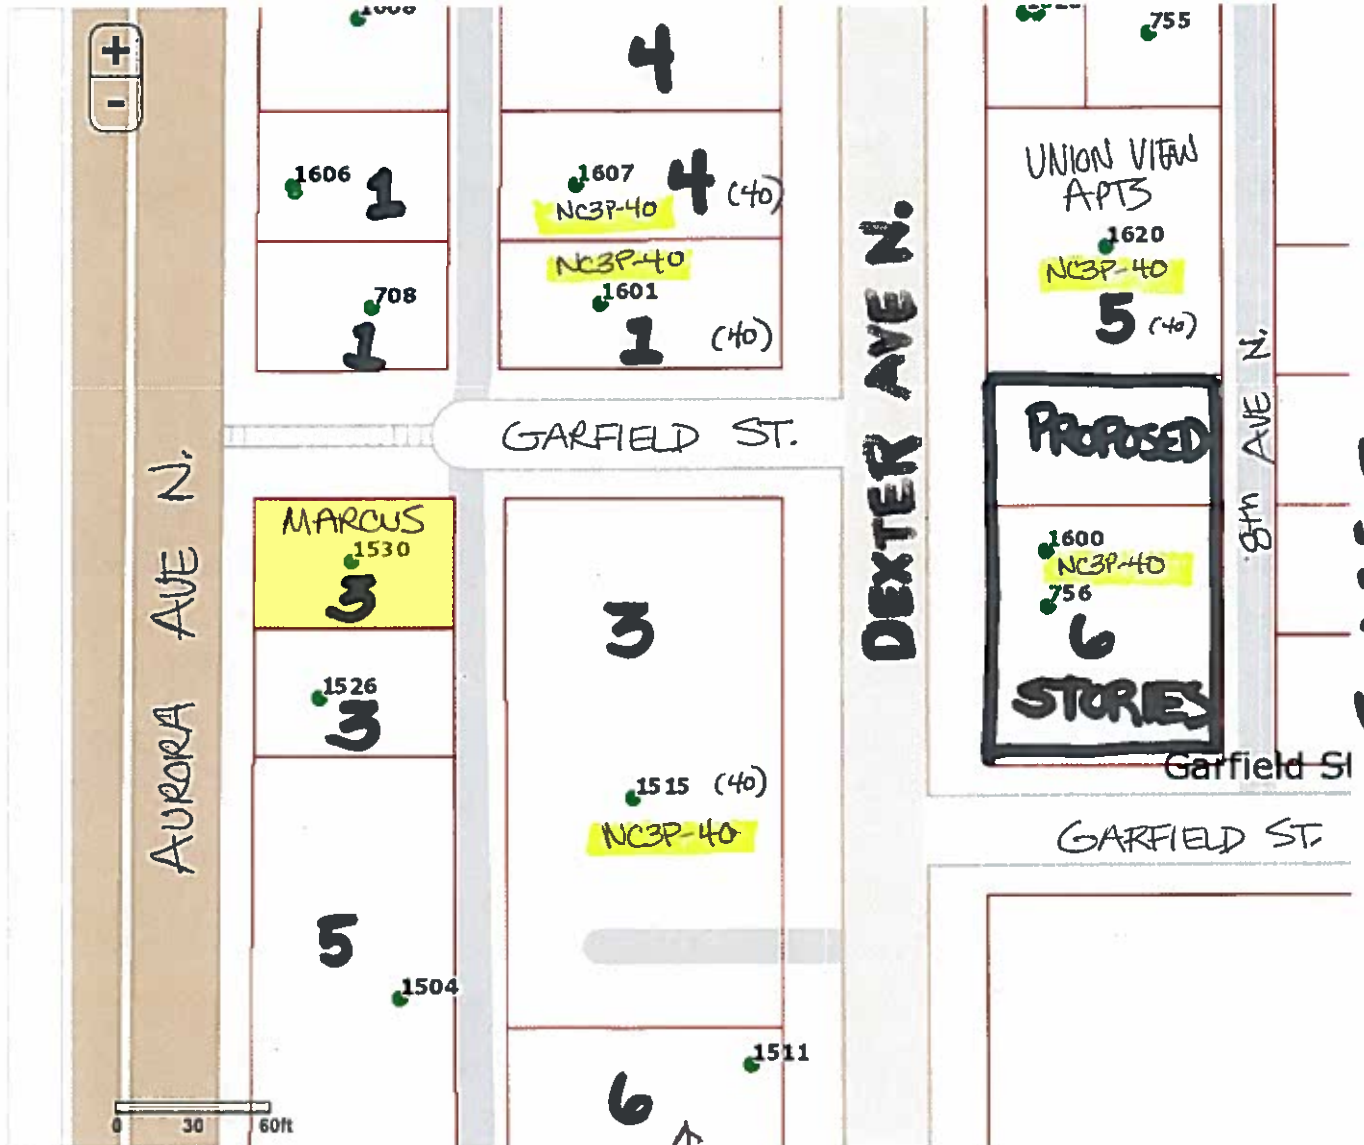 +
-
4
755
1606
1
1607
4 (40)
NC3P-40
UNION VIEW
APTS
1620
NC3P-40
5 (40)
708
1
NC3P-40
1601
1 (40)
DEXTER AVE N.
8th AVE N.
GARFIELD ST.
PROPOSED
1600
NC3P-40
756
6
STORIES
AURORA AVE N.
MARCUS
1530
3
1526
3
3
1515 (40)
NC3P-40
Garfield St
GARFIELD ST.
5
1504
1511
6
0 30 60ft